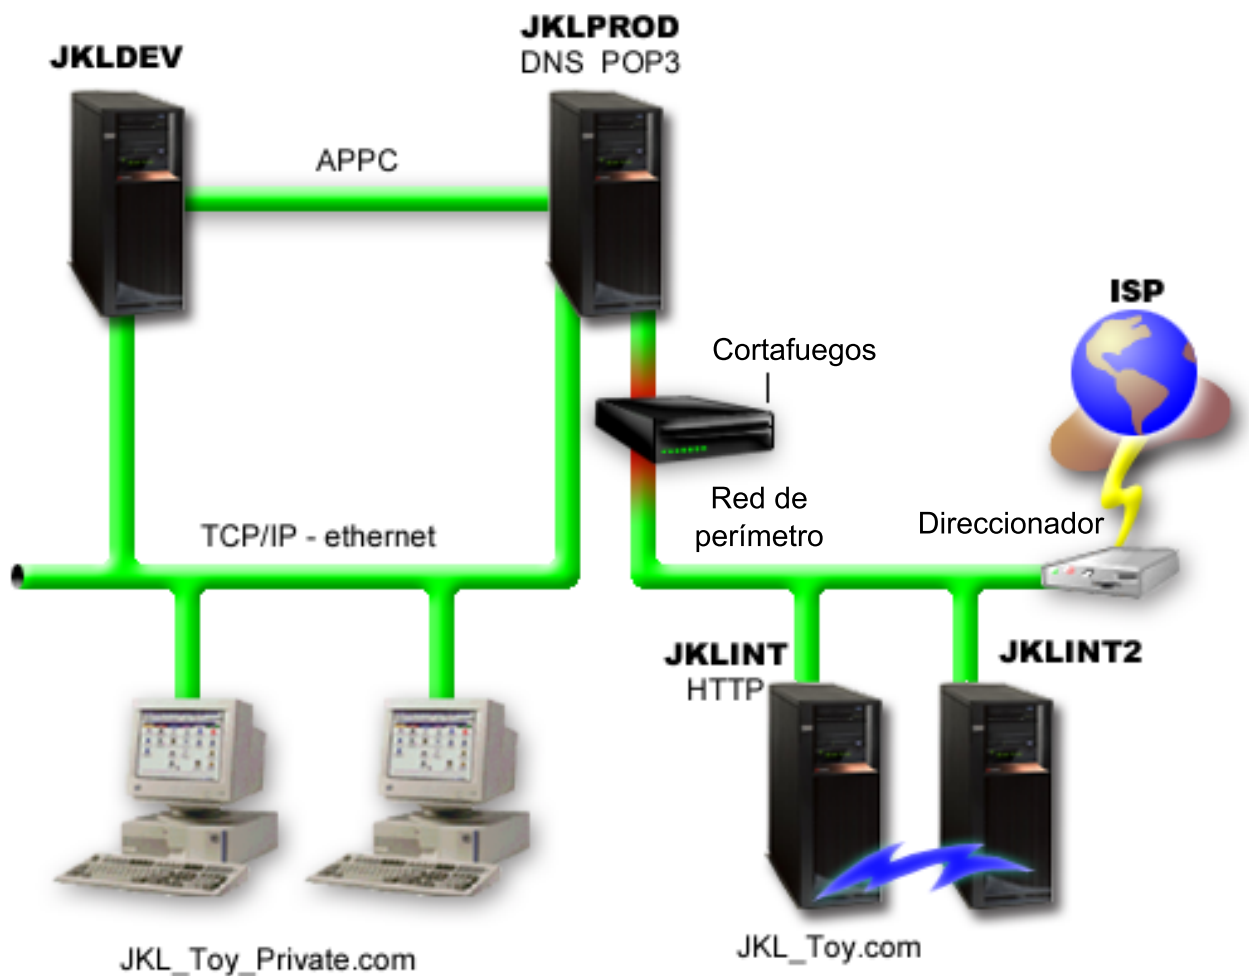 JKLDEV
JKLPROD
DNS POP3
APPC
ISP
Cortafuegos
Red de
perímetro
Direccionador
TCP/IP - ethernet
JKLINT
HTTP
JKLINT2
JKL_Toy_Private.com
JKL_Toy.com